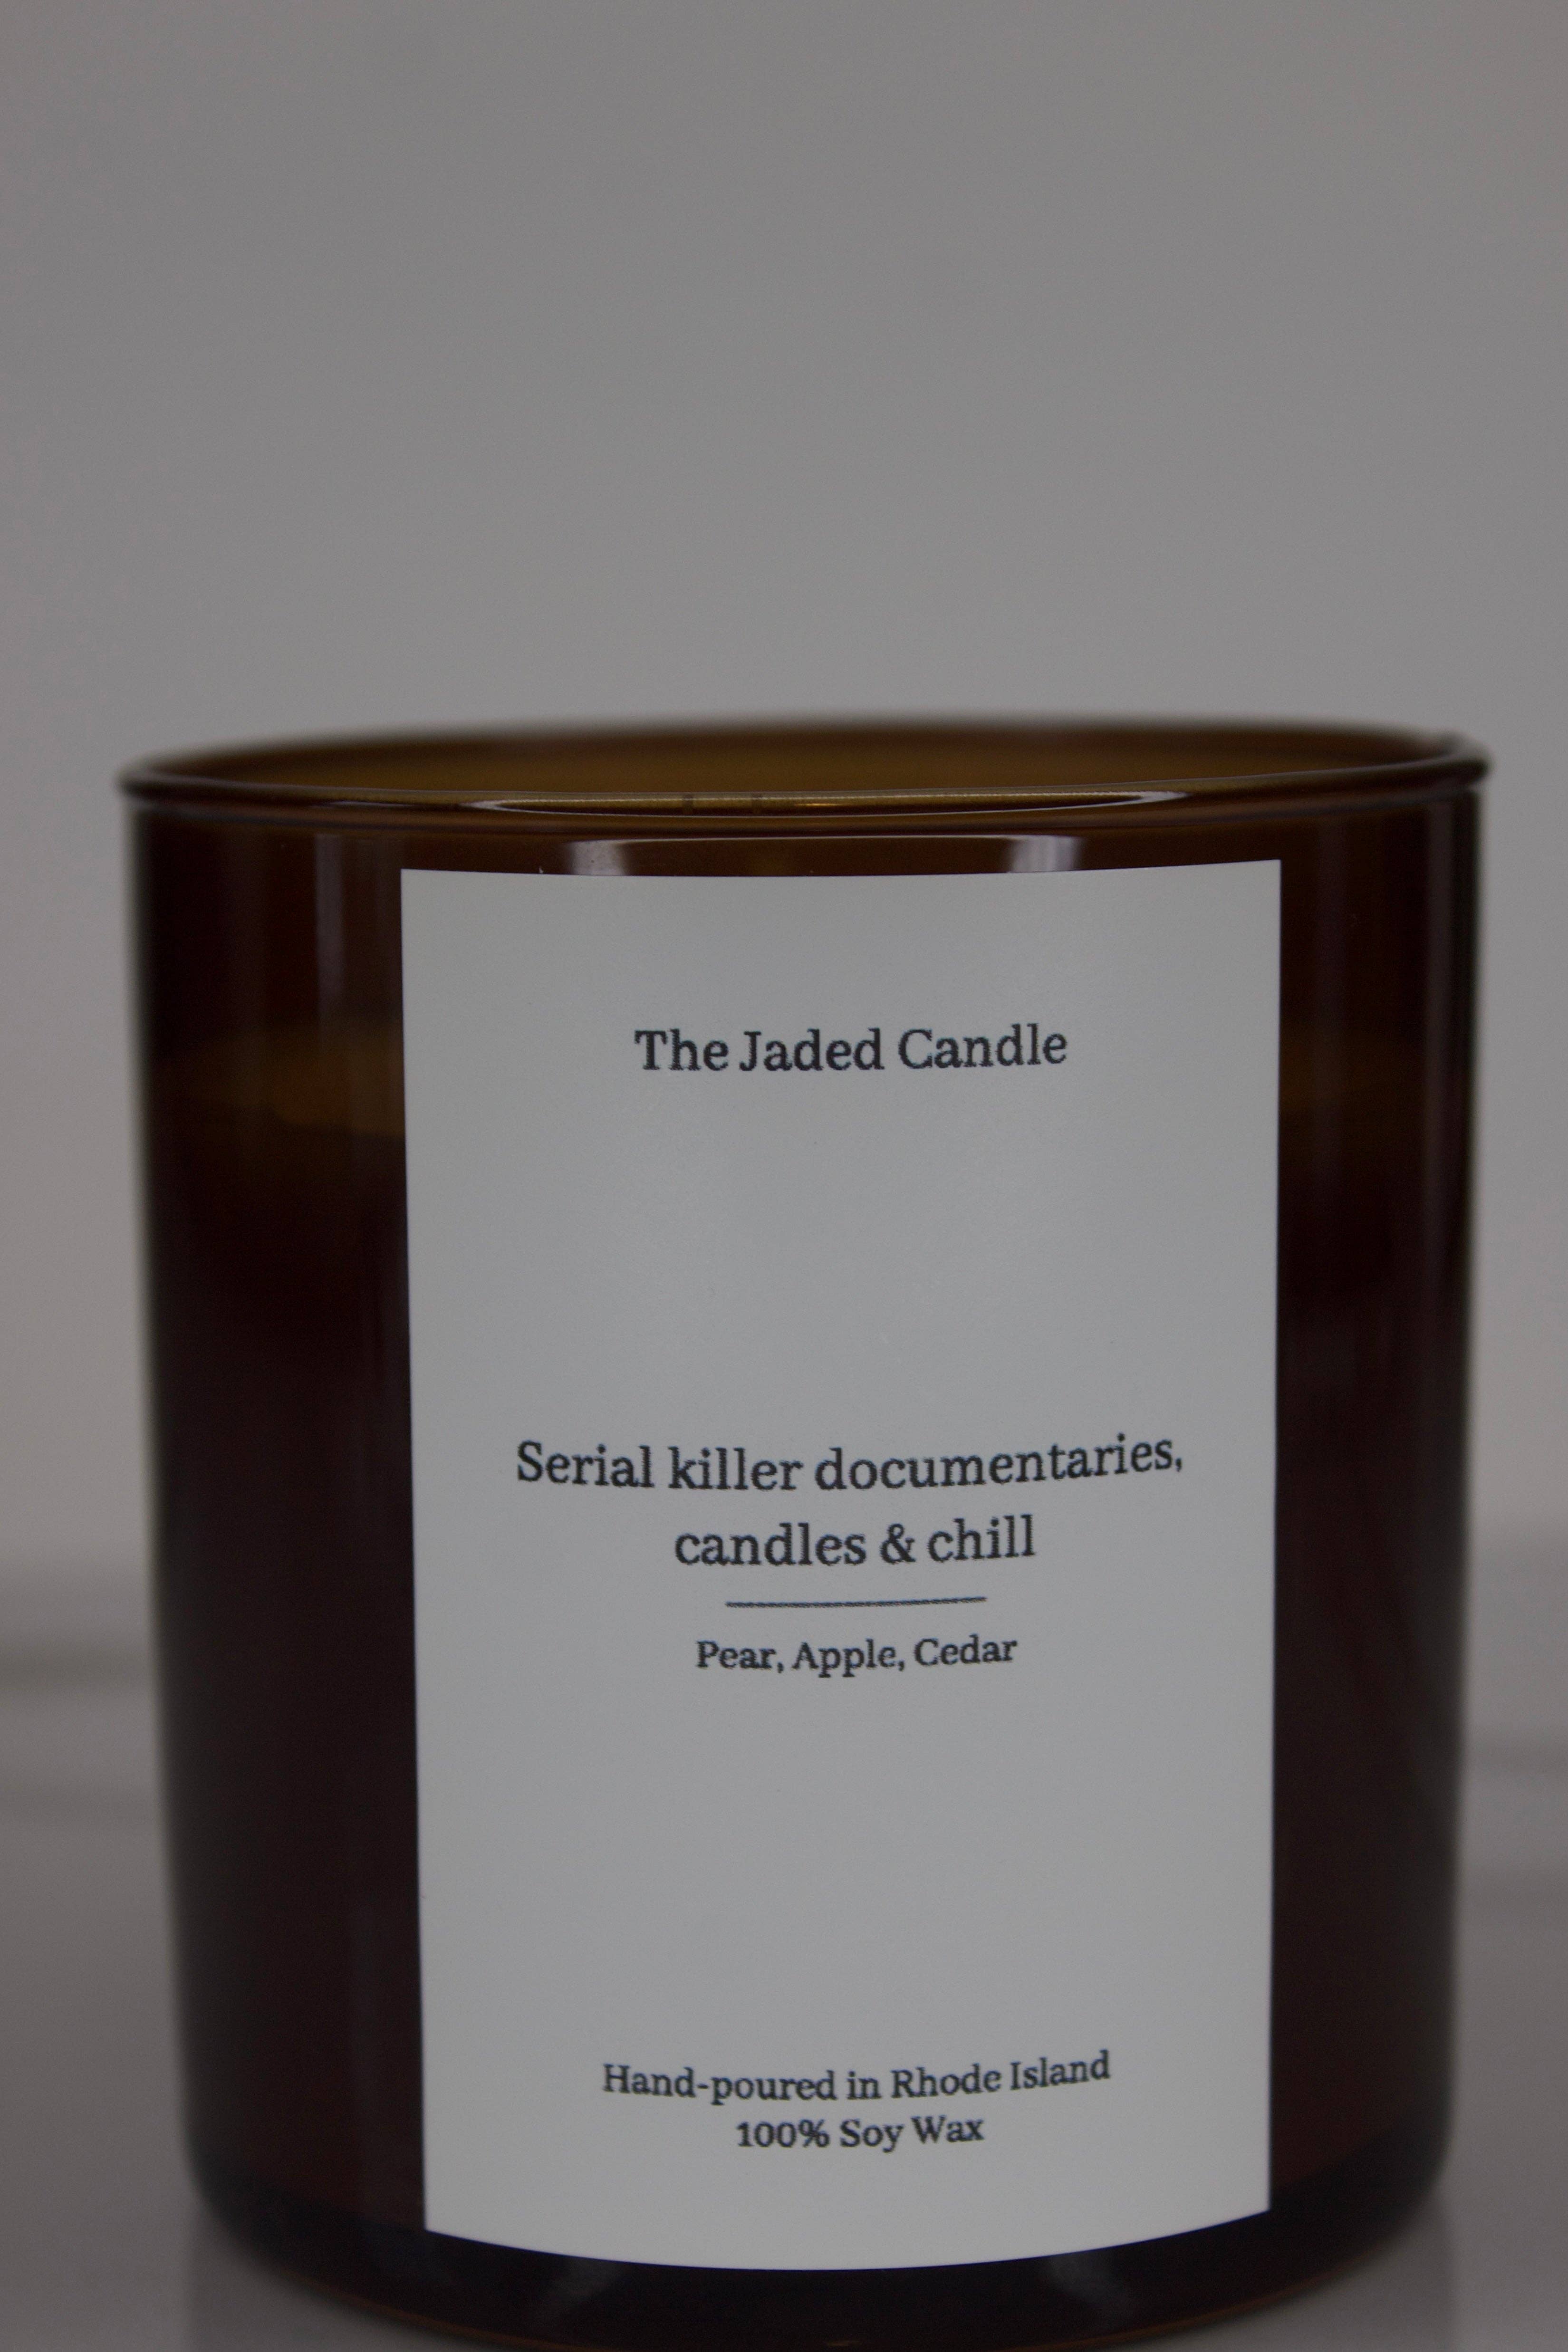 The Jaded Candle
Serial killer documentaries,
candles & chill
Pear, Apple, Cedar
Hand-poured in Rhode Island
100% Soy Wax